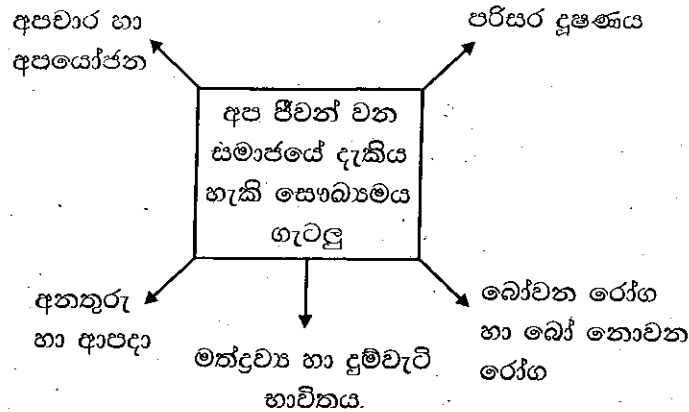 අපචාර හා
අපයෝජන
පරිසර දූෂණය
අප ජීවත් වන
සමාජයේ දැකිය
හැකි සෞඛ්‍යමය
ගැටලු
අනතුරු
හා ආපදා
මත්ද්‍රව්‍ය හා දුම්වැටි
භාවිතය.
බෝවන රෝග
හා බෝ නොවන
රෝග